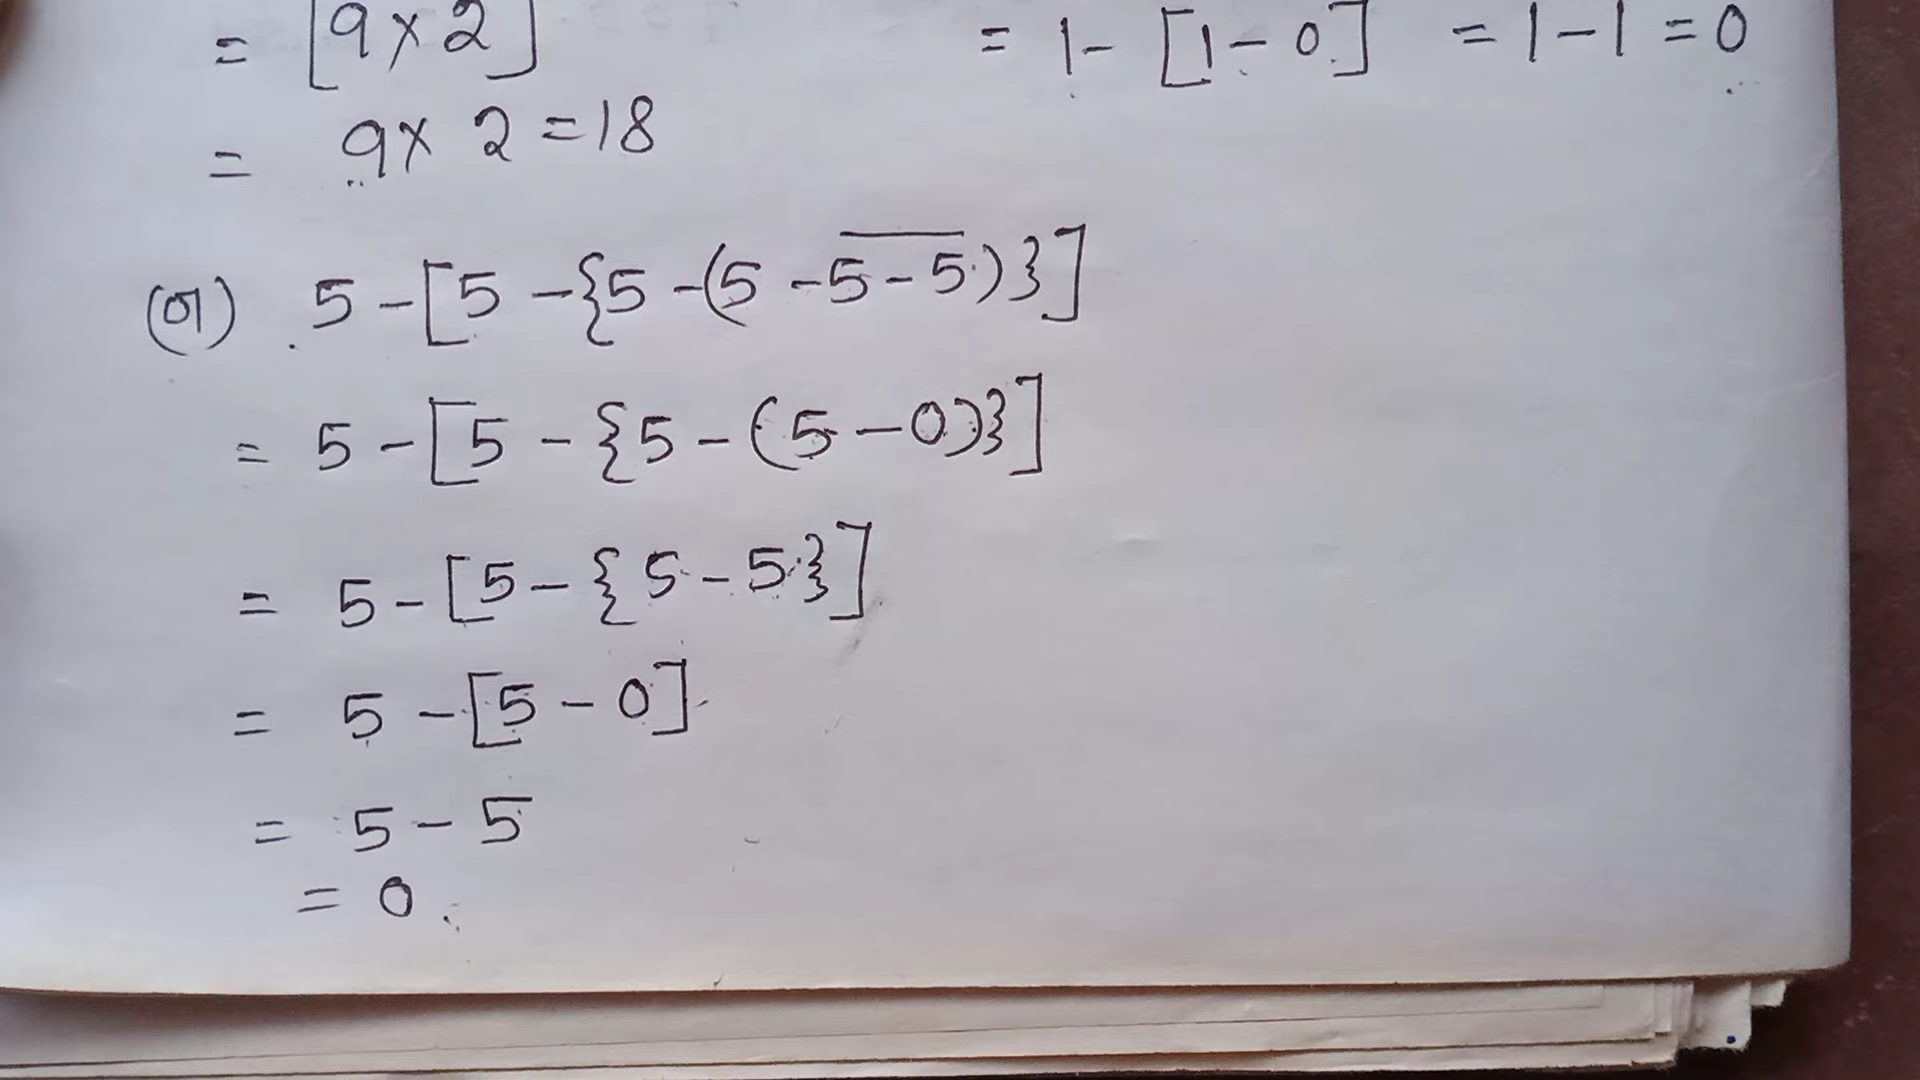 = [9 × 2]
= 9 × 2 = 18
= 1 - [1 - 0] = 1 - 1 = 0
(গ) 5 - [5 - {5 - (5 - \overline{5 - 5})}]
= 5 - [5 - {5 - (5 - 0)}]
= 5 - [5 - {5 - 5}]
= 5 - [5 - 0]
= 5 - 5
= 0